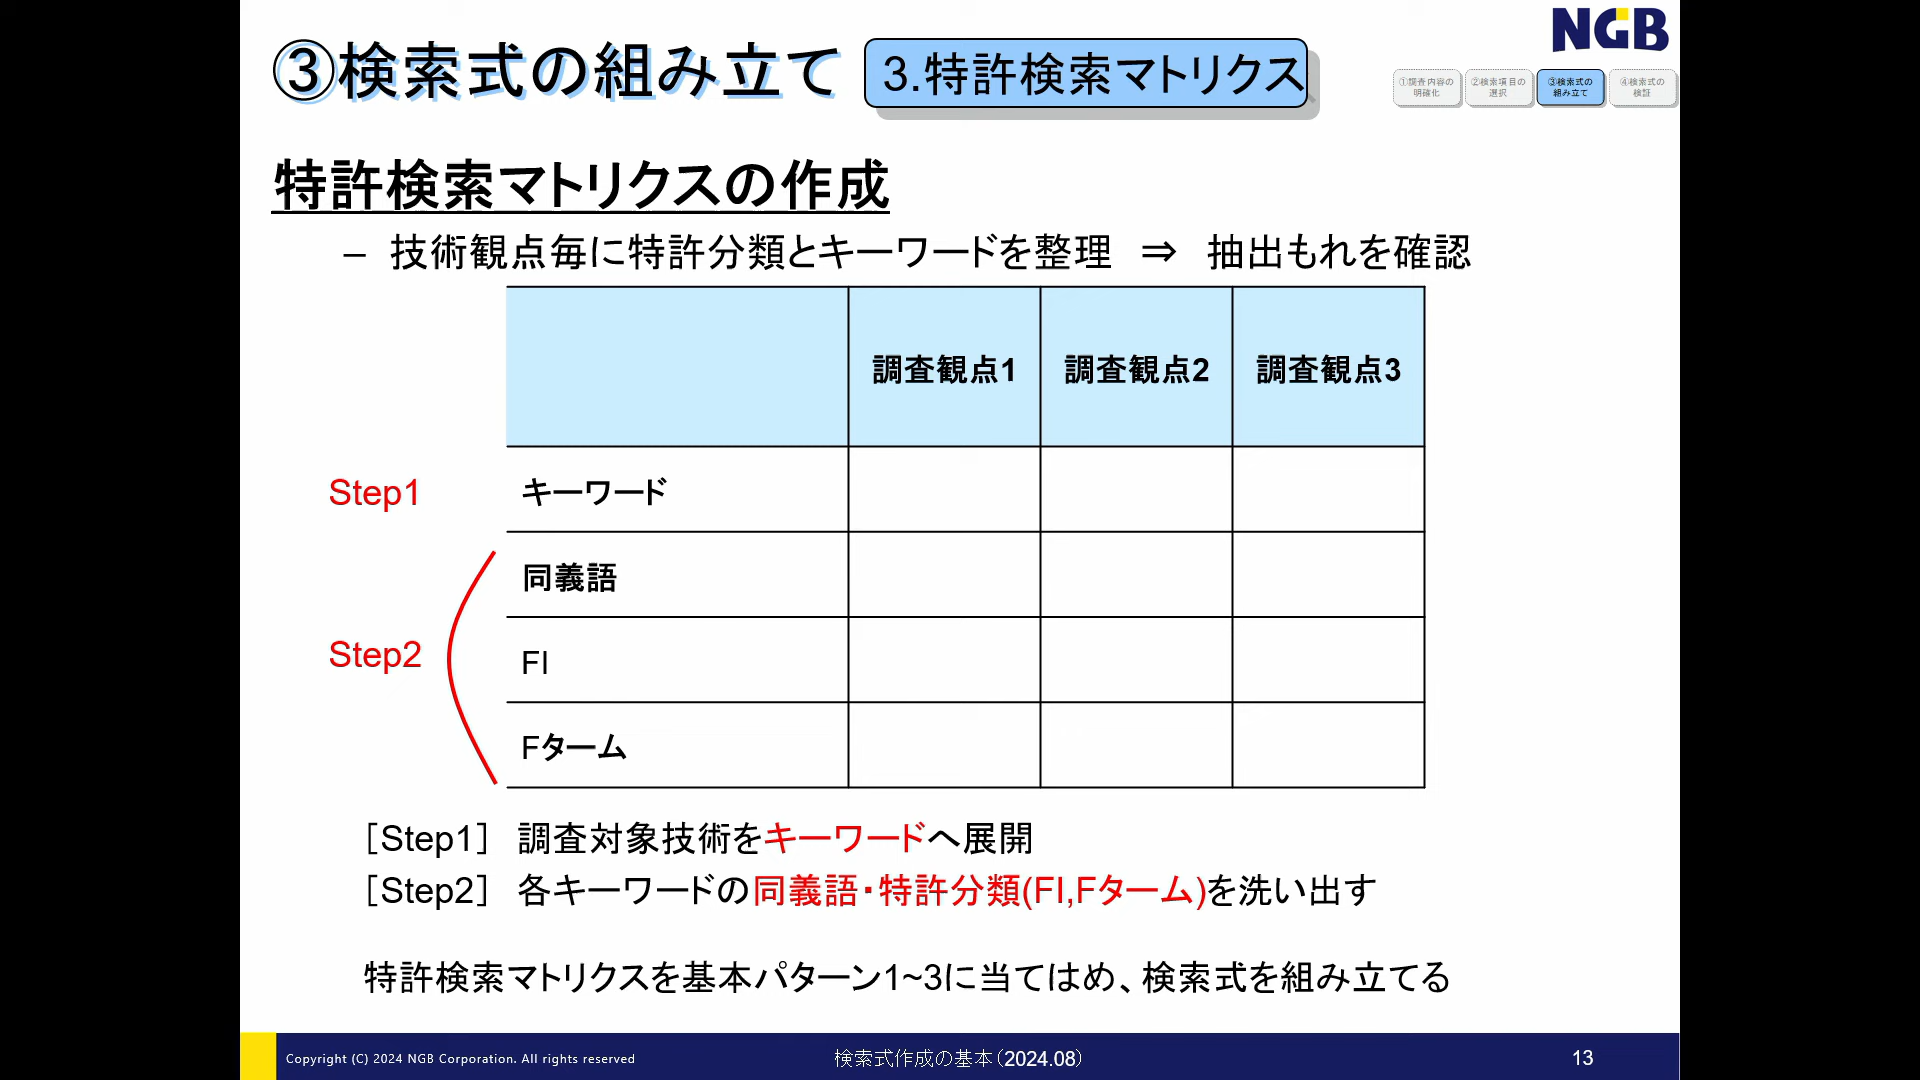 NGB
③検索式の組み立て
3.特許検索マトリクス
①調査内容の
明確化
②検索項目の
選択
③検索式の
組み立て
④検索式の
検証
特許検索マトリクスの作成
– 技術観点毎に特許分類とキーワードを整理 ⇒ 抽出もれを確認
調査観点1 調査観点2 調査観点3
Step1 キーワード
同義語
Step2 FI
Fターム
［Step1］ 調査対象技術をキーワードへ展開
［Step2］ 各キーワードの同義語・特許分類(FI,Fターム)を洗い出す
特許検索マトリクスを基本パターン1~3に当てはめ、検索式を組み立てる
Copyright (C) 2024 NGB Corporation. All rights reserved
検索式作成の基本（2024.08）
13